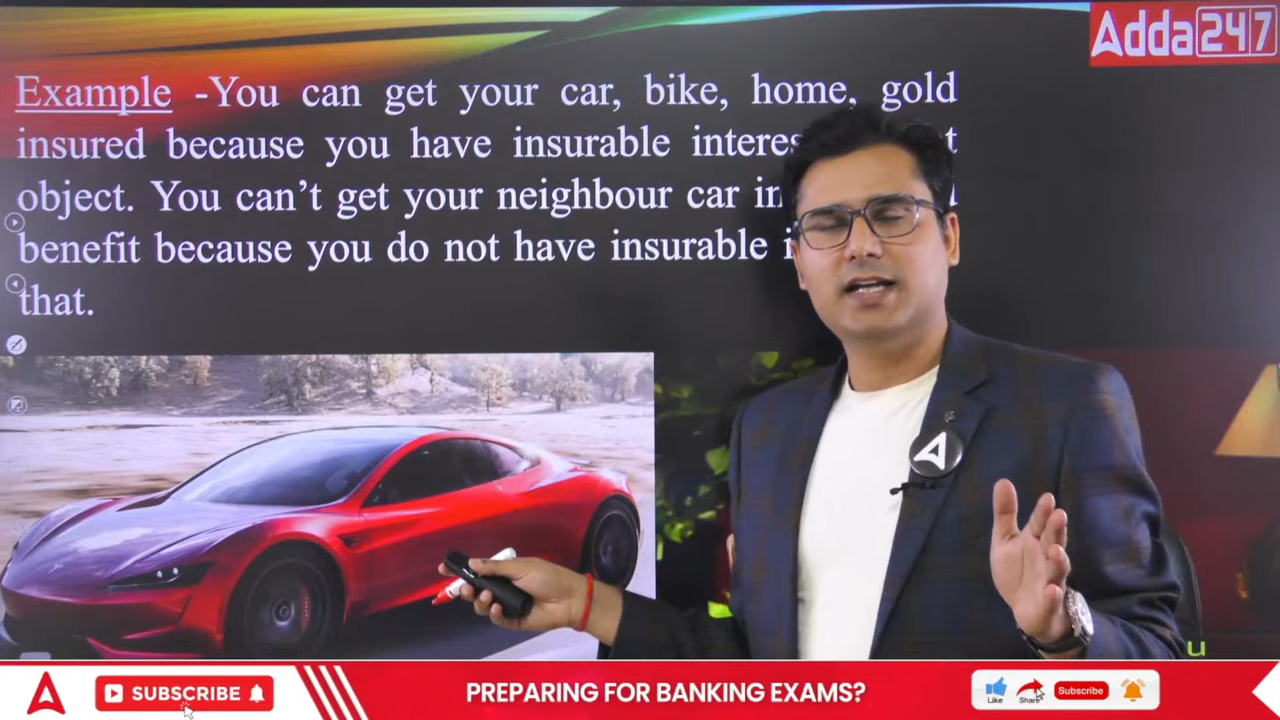 Adda247
Example -You can get your car, bike, home, gold
insured because you have insurable
object. You can't get your neighbour car
benefit because you do not have insurable
that.
SUBSCRIBE
PREPARING FOR BANKING EXAMS?
Like
Share
Subscribe
u